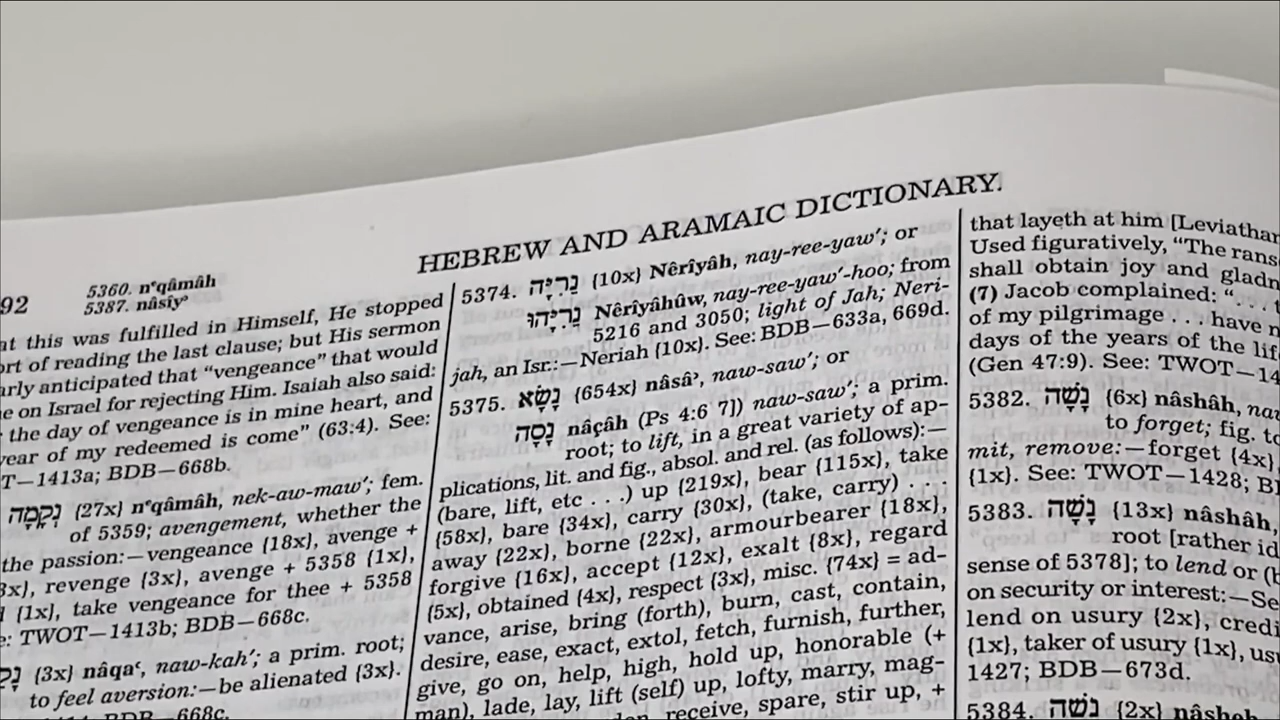 HEBREW AND ARAMAIC DICTIONARY.
92
5360. nᵉqâmâh
5387. nâsîyʾ
this was fulfilled in Himself, He stopped
of reading the last clause; but His sermon
anticipated that “vengeance” that would
on Israel for rejecting Him. Isaiah also said:
the day of vengeance is in mine heart, and
of my redeemed is come” (63:4). See:
T—1413a; BDB—668b.
נְקָמָה {27x} nᵉqâmâh, nek-aw-maw′; fem.
of 5359; avengement, whether the
the passion:—vengeance {18x}, avenge +
revenge {3x}, avenges + 5358 {1x},
{1x}, take vengeance for thee + 5358
TWOT—1413b; BDB—668c.
{3x} nâqaʿ, naw-kah′; a prim. root;
to feel aversion:—be alienated {3x}.
BDB—668c.
5374. נֵרִיָּה {10x} Nêrîyâh, nay-ree-yaw′; or
נֵרִיָּהוּ Nêrîyâhûw, nay-ree-yaw′-hoo; from
5216 and 3050; light of Jah; Neri-
jah, an Isr.:—Neriah {10x}. See: BDB—633a, 669d.
5375. נָשָׂא {654x} nâsâʾ, naw-saw′; or
נָסָה nâçâh (Ps 4:6 7]) naw-saw′; a prim.
root; to lift, in a great variety of ap-
plications, lit. and fig., absol. and rel. (as follows):—
(bare, lift, etc . . .) up {219x}, bear {115x}, take
{58x}, bare {34x}, carry {30x}, (take, carry) . . .
away {22x}, borne {22x}, armourbearer {18x},
forgive {16x}, accept {12x}, exalt {8x}, regard
{5x}, obtained {4x}, respect {3x}, misc. {74x} = ad-
vance, arise, bring (forth), burn, cast, contain,
desire, ease, exact, extol, fetch, furnish, further,
give, go on, help, high, hold up, honorable (+
man), lade, lay, lift (self) up, lofty, marry, mag-
receive, spare, stir up, +
that layeth at him [Leviathan
Used figuratively, “The rans
shall obtain joy and gladn
(7) Jacob complained: “. . .
of my pilgrimage . . . have n
days of the years of the lif
(Gen 47:9). See: TWOT—14
5382. נָשָׁה {6x} nâshâh, na
to forget; fig. to
mit, remove:—forget {4x}
{1x}. See: TWOT—1428; B
5383. נָשָׁה {13x} nâshâh,
root [rather id
sense of 5378]; to lend or (b
on security or interest:—
lend on usury {2x}, credi
{1x}, taker of usury {1x}, us
1427; BDB—673d.
5384. נָשֶׁה {2x} nâsheh